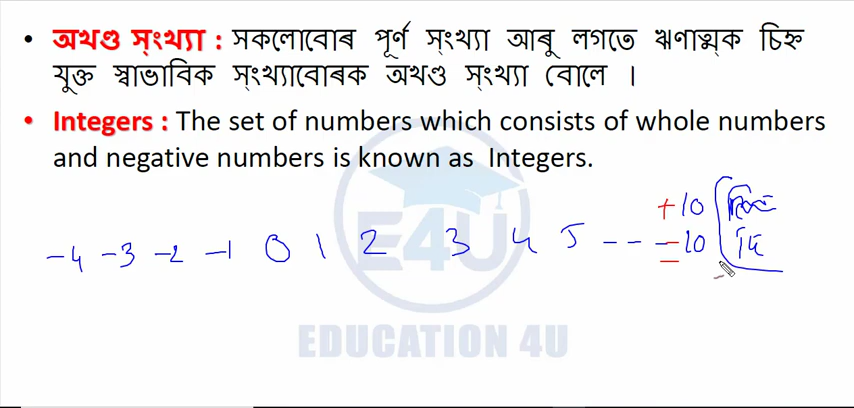 • অখণ্ড সংখ্যা : সকলোবোৰ পূৰ্ণ সংখ্যা আৰু লগতে ঋণাত্মক চিহ্ন
যুক্ত স্বাভাবিক সংখ্যাবোৰক অখণ্ড সংখ্যা বোলে ।
• Integers : The set of numbers which consists of whole numbers
and negative numbers is known as Integers.
+10
-4 -3 -2 -1 0 1 2 3 4 5 - - - -10
E4U
EDUCATION 4U